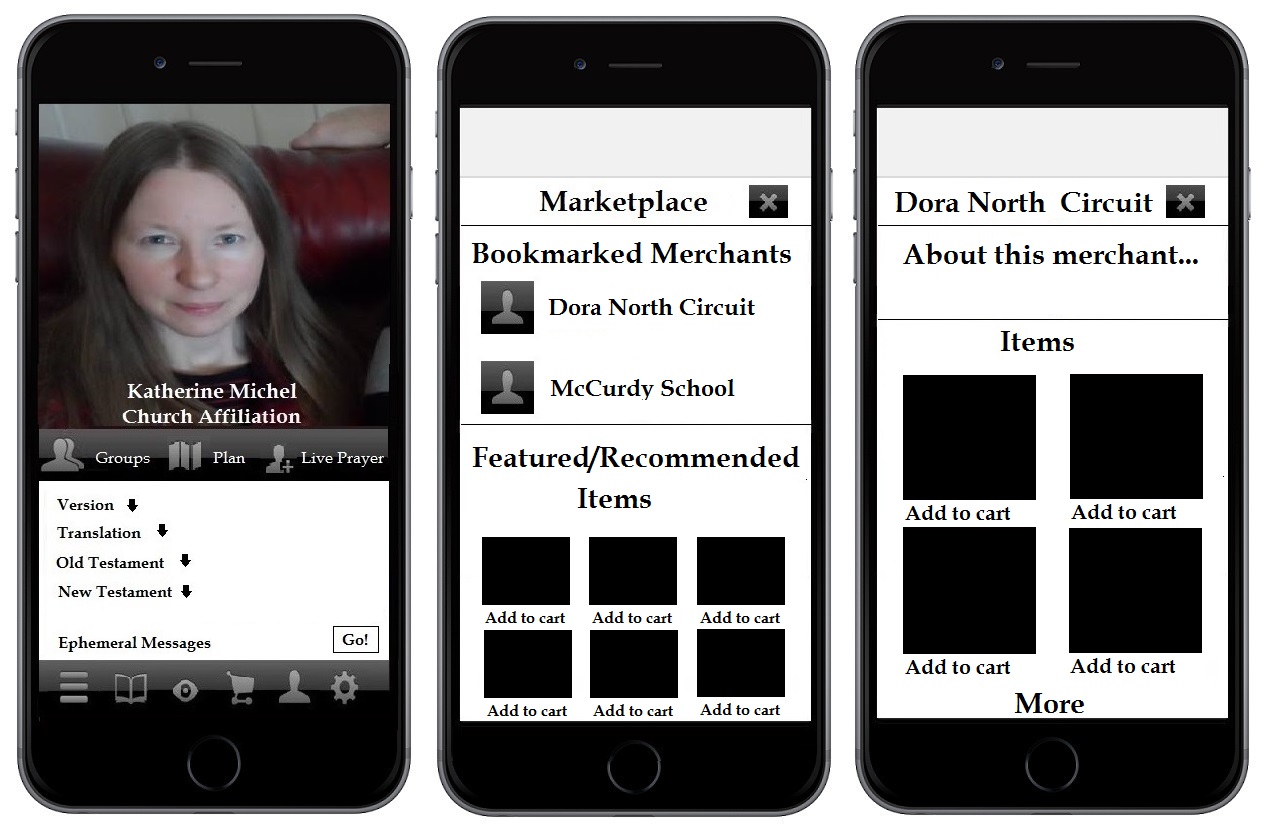 Katherine Michel
Church Affiliation
Groups Plan Live Prayer
Version
Translation
Old Testament
New Testament
Ephemeral Messages Go!
Marketplace
Bookmarked Merchants
Dora North Circuit
McCurdy School
Featured/Recommended
Items
Add to cart Add to cart Add to cart
Add to cart Add to cart Add to cart
Dora North Circuit
About this merchant...
Items
Add to cart Add to cart
Add to cart Add to cart
More